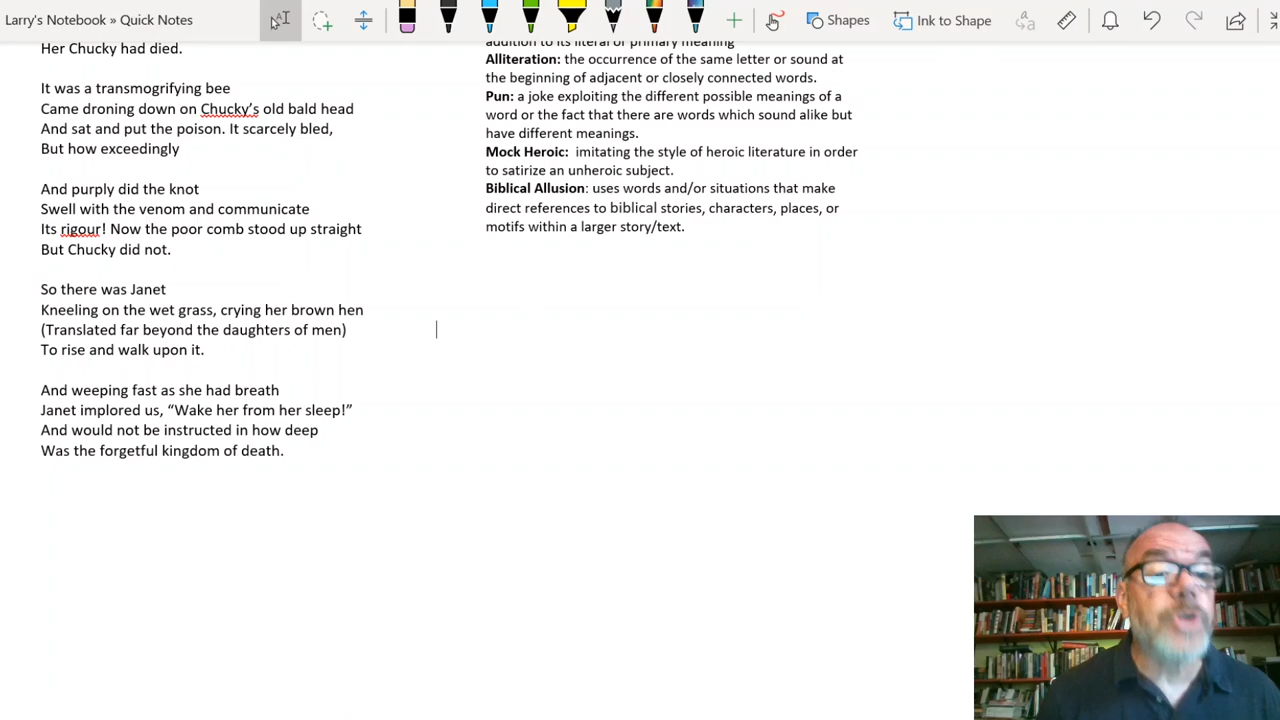 Larry's Notebook » Quick Notes
Shapes
Ink to Shape
Her Chucky had died.
It was a transmogrifying bee
Came droning down on Chucky's old bald head
And sat and put the poison. It scarcely bled,
But how exceedingly
And purply did the knot
Swell with the venom and communicate
Its rigour! Now the poor comb stood up straight
But Chucky did not.
So there was Janet
Kneeling on the wet grass, crying her brown hen
(Translated far beyond the daughters of men)
To rise and walk upon it.
And weeping fast as she had breath
Janet implored us, “Wake her from her sleep!”
And would not be instructed in how deep
Was the forgetful kingdom of death.
addition to its literal or primary meaning
Alliteration: the occurrence of the same letter or sound at
the beginning of adjacent or closely connected words.
Pun: a joke exploiting the different possible meanings of a
word or the fact that there are words which sound alike but
have different meanings.
Mock Heroic: imitating the style of heroic literature in order
to satirize an unheroic subject.
Biblical Allusion: uses words and/or situations that make
direct references to biblical stories, characters, places, or
motifs within a larger story/text.